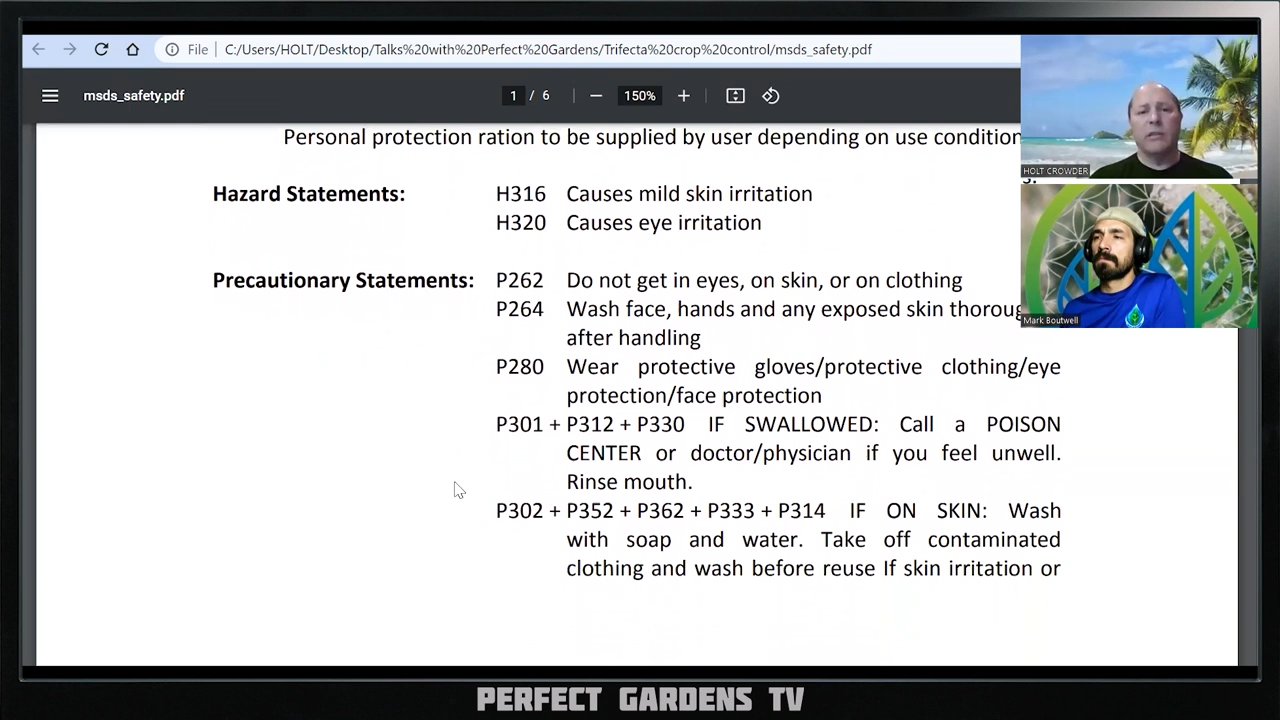 File
C:/Users/HOLT/Desktop/Talks%20with%20Perfect%20Gardens/Trifecta%20crop%20control/msds_safety.pdf
msds_safety.pdf
1 / 6
150%
Personal protection ration to be supplied by user depending on use condition
Hazard Statements: H316 Causes mild skin irritation
H320 Causes eye irritation
Precautionary Statements: P262 Do not get in eyes, on skin, or on clothing
P264 Wash face, hands and any exposed skin thoroug
after handling
P280 Wear protective gloves/protective clothing/eye
protection/face protection
P301 + P312 + P330 IF SWALLOWED: Call a POISON
CENTER or doctor/physician if you feel unwell.
Rinse mouth.
P302 + P352 + P362 + P333 + P314 IF ON SKIN: Wash
with soap and water. Take off contaminated
clothing and wash before reuse If skin irritation or
HOLT CROWDER
Mark Boutwell
PERFECT GARDENS TV